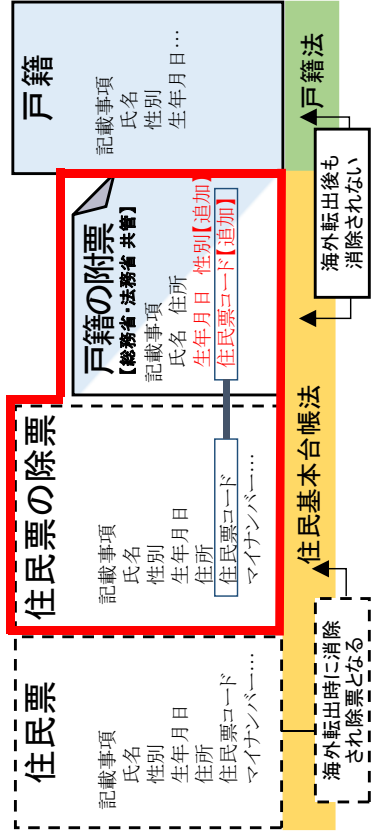 住民票
記載事項
氏名
性別
生年月日
住所
住民票コード
マイナンバー…
住民票の除票
記載事項
氏名
性別
生年月日
住所
住民票コード
マイナンバー…
戸籍の附票
【総務省・法務省 共管】
記載事項
氏名 住所
生年月日 性別【追加】
住民票コード【追加】
戸籍
記載事項
氏名
性別
生年月日…
住民基本台帳法
戸籍法
海外転出時に消除
され除票となる
海外転出後も
消除されない